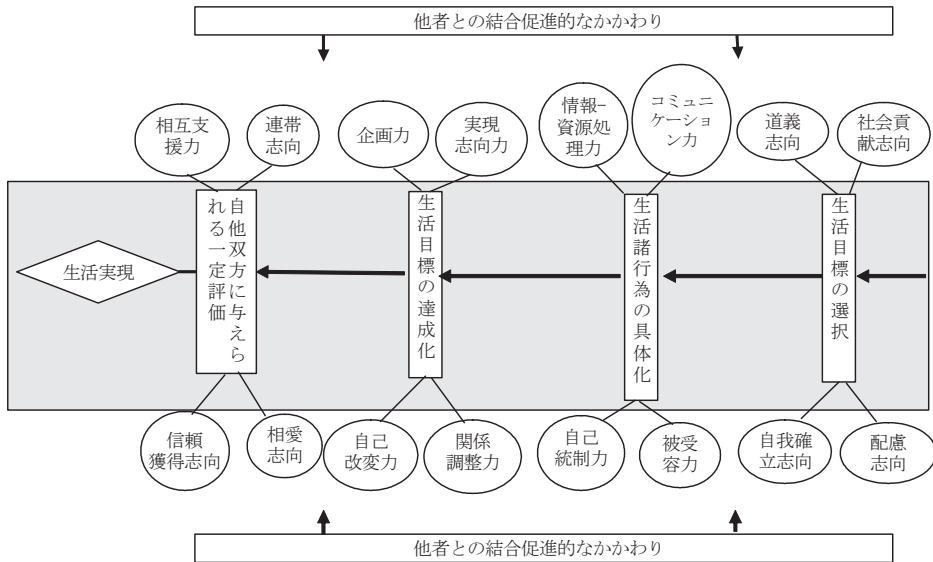 他者との結合促進的なかかわり
相互支
援力
連帯
志向
企画力
実現
志向力
情報−
資源処
理力
コミュニ
ケーショ
ン力
道義
志向
社会貢
献志向
生活実現
自他双方に与えら
れる一定評価
生活目標の達成化
生活諸行為の具体化
生活目標の選択
信頼
獲得志向
相愛
志向
自己
改変力
関係
調整力
自己
統制力
被受
容力
自我確
立志向
配慮
志向
他者との結合促進的なかかわり